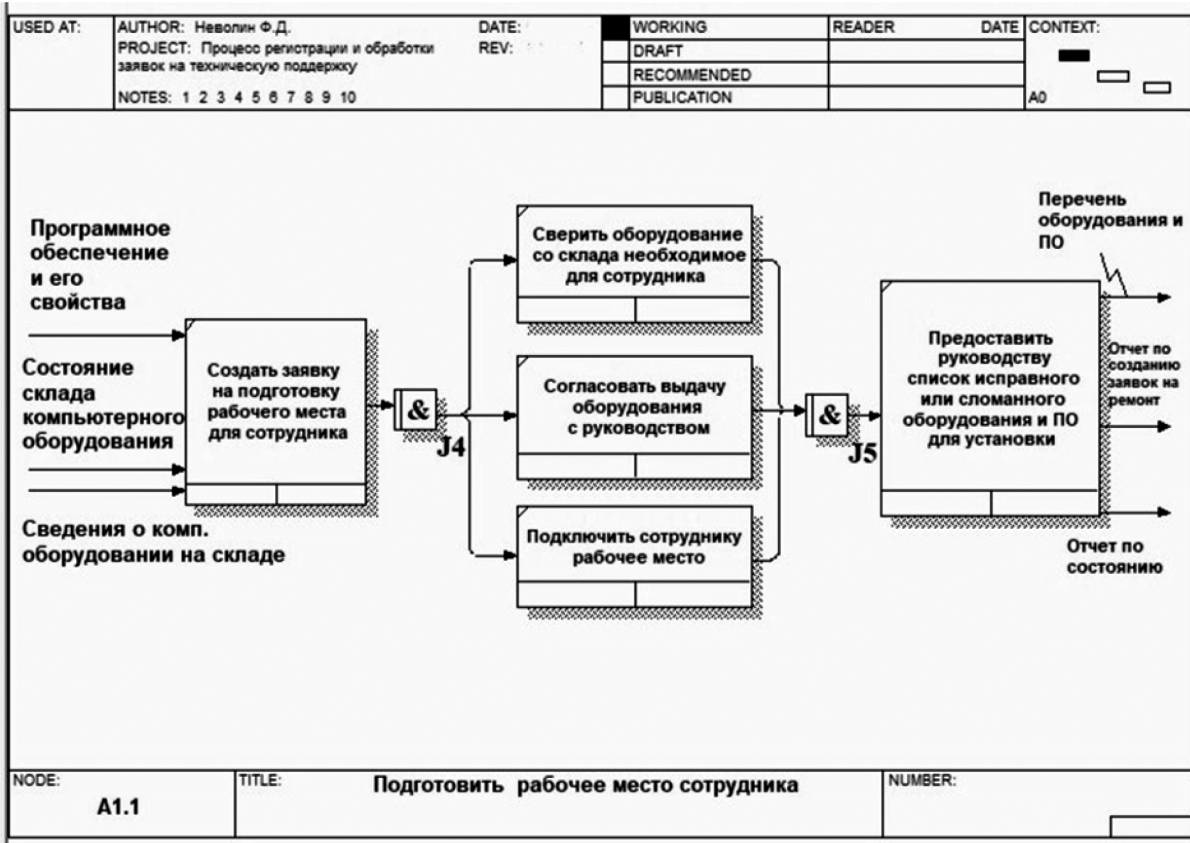 USED AT:
AUTHOR: Неволин Ф.Д.
DATE:
PROJECT: Процесс регистрации и обработки
заявок на техническую поддержку
REV:
NOTES: 1 2 3 4 5 6 7 8 9 10
WORKING
DRAFT
RECOMMENDED
PUBLICATION
READER DATE
CONTEXT:
A0
Программное
обеспечение
и его
свойства
Состояние
склада
компьютерного
оборудования
Сведения о комп.
оборудовании на складе
Создать заявку
на подготовку
рабочего места
для сотрудника
&
J4
Сверить оборудование
со склада необходимое
для сотрудника
Согласовать выдачу
оборудования
с руководством
Подключить сотруднику
рабочее место
&
J5
Предоставить
руководству
список исправного
или сломанного
оборудования и ПО
для установки
Перечень
оборудования и
ПО
Отчет по
созданию
заявок на
ремонт
Отчет по
состоянию
NODE:
A1.1
TITLE:
Подготовить рабочее место сотрудника
NUMBER: